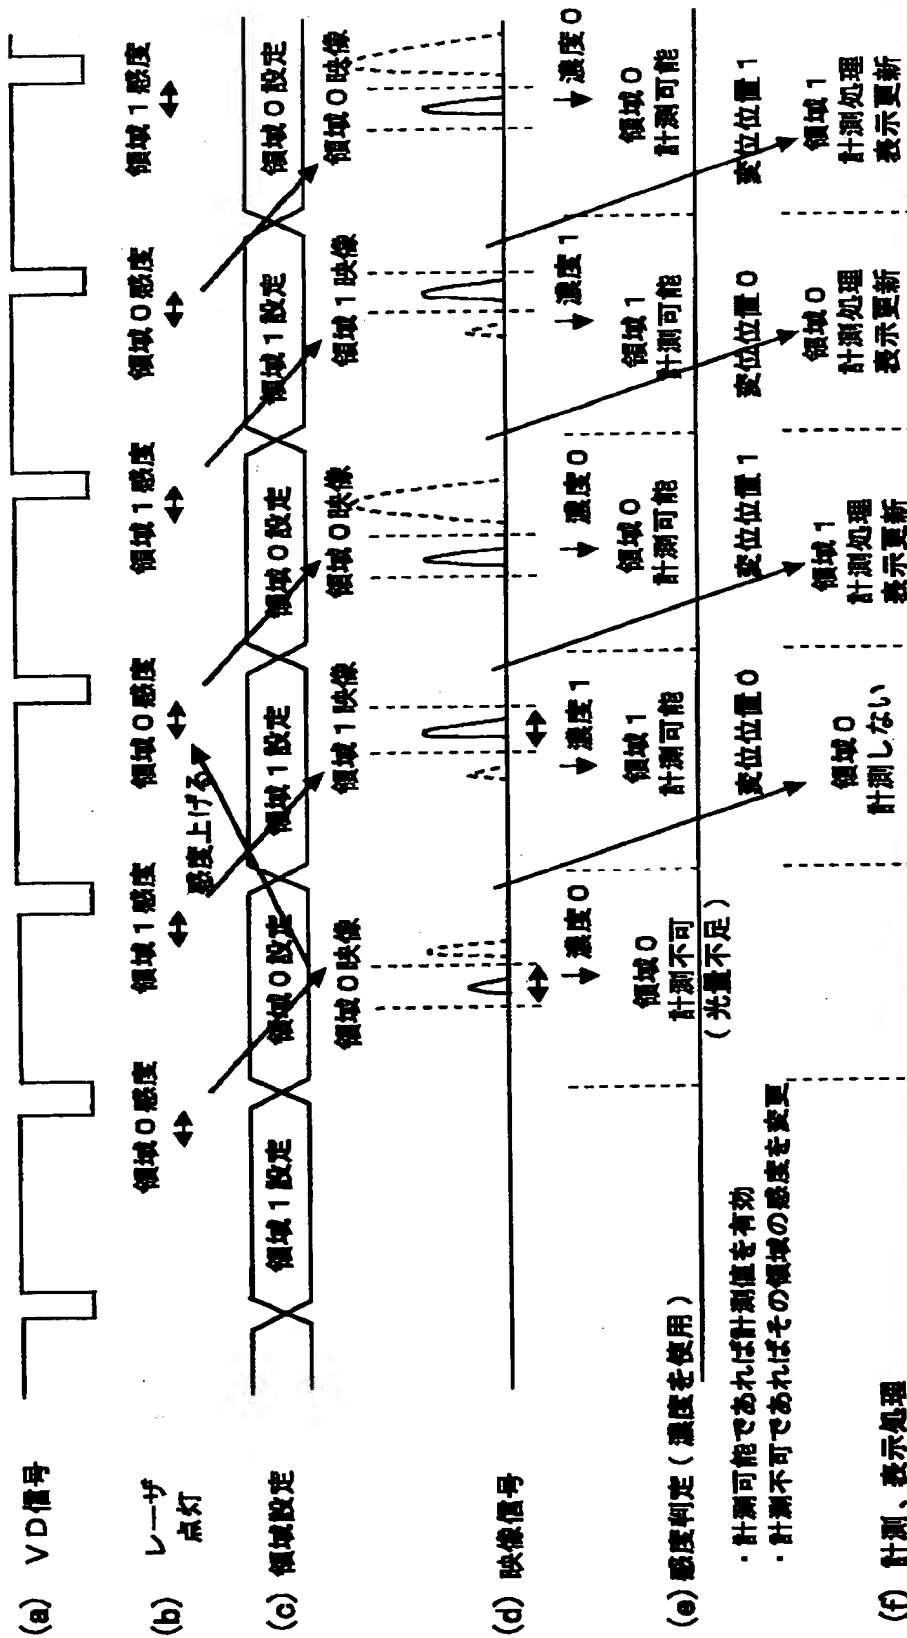 (a) VD信号
(b) レーザ
点灯
領域0感度
領域1感度
領域0感度
領域1感度
領域0感度
領域1感度
感度上げる
(c) 領域設定
領域1設定
領域0設定
領域1設定
領域0設定
領域1設定
領域0設定
領域0映像
領域1映像
領域0映像
領域1映像
領域0映像
(d) 映像信号
濃度0
濃度1
濃度0
濃度1
濃度0
(e) 感度判定(濃度を使用)
・計測可能であれば計測値を有効
・計測不可であればその領域の感度を変更
領域0
計測不可
(光量不足)
領域1
計測可能
領域0
計測可能
領域1
計測可能
領域0
計測可能
変位位置0
変位位置1
変位位置0
変位位置1
(f) 計測、表示処理
領域0
計測しない
領域1
計測処理
表示更新
領域0
計測処理
表示更新
領域1
計測処理
表示更新